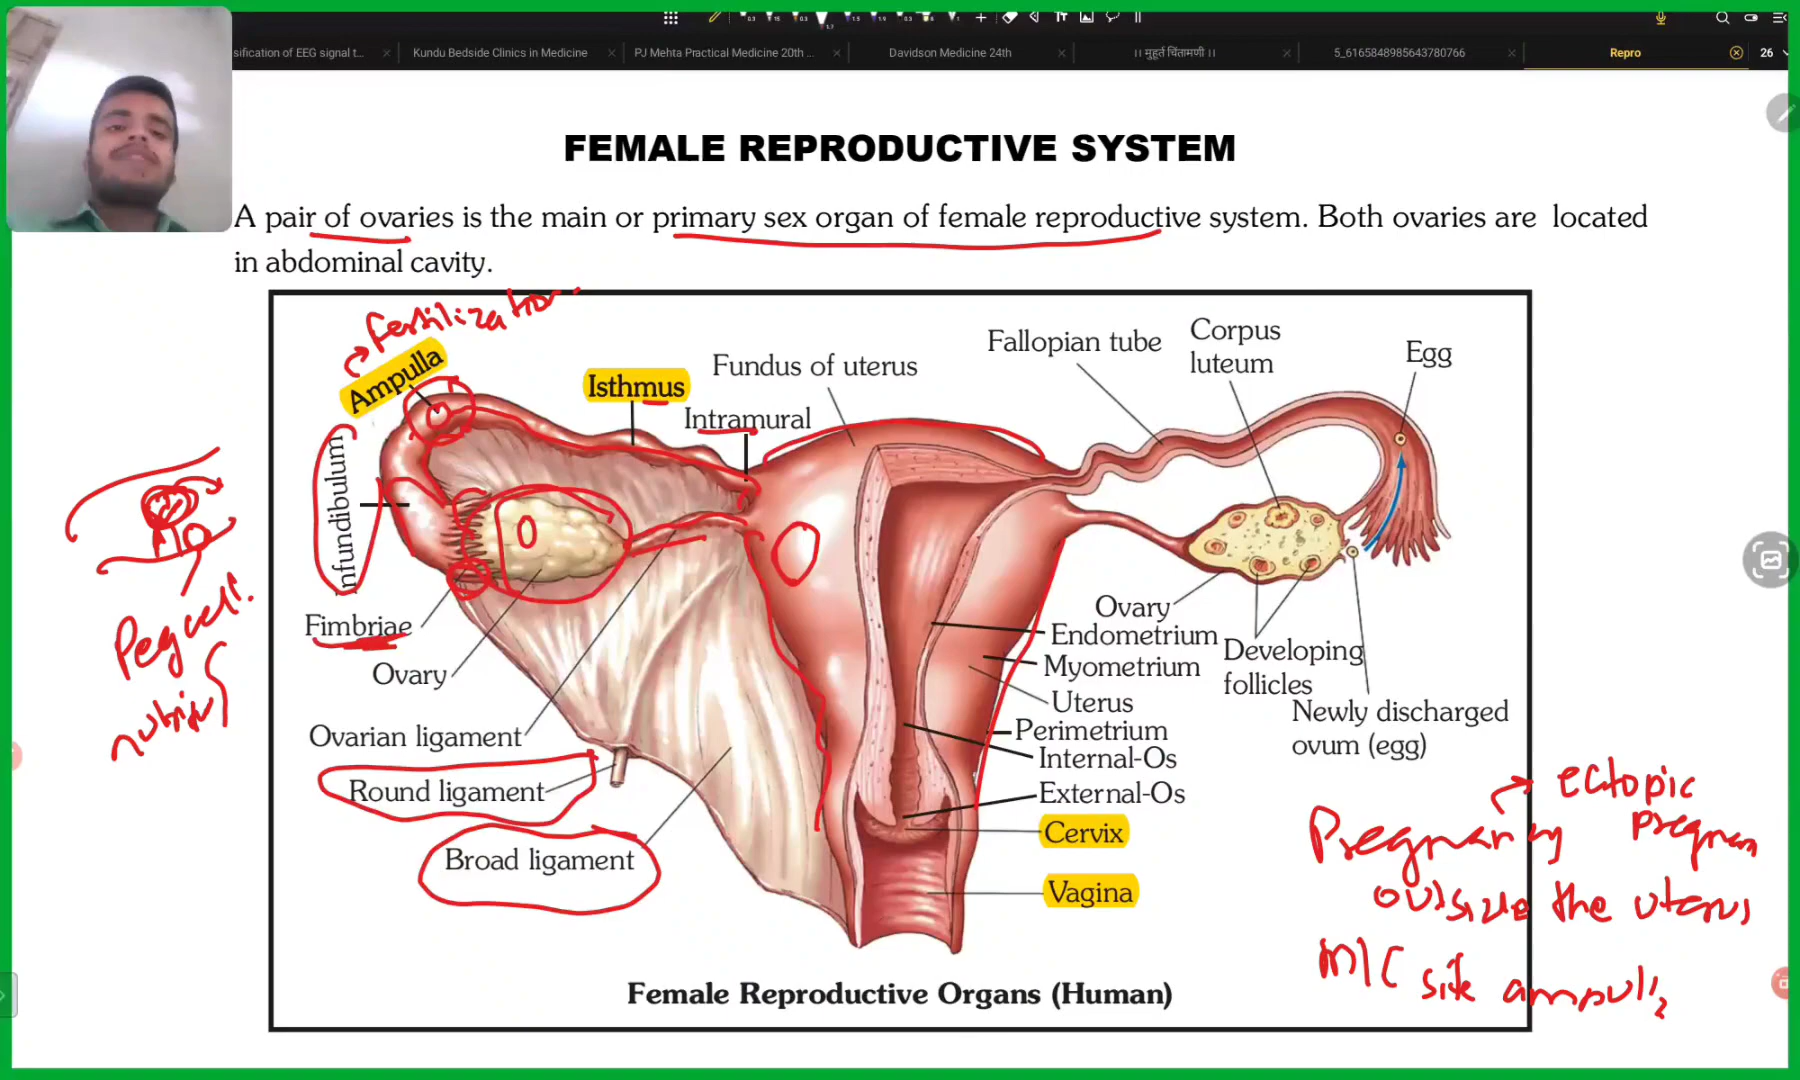 sification of EEG signal t...
Kundu Bedside Clinics in Medicine
PJ Mehta Practical Medicine 20th ...
Davidson Medicine 24th
।। मुहूर्त चिंतामणी ।।
5_6165848985643780766
Repro
26
FEMALE REPRODUCTIVE SYSTEM
A pair of ovaries is the main or primary sex organ of female reproductive system. Both ovaries are located
in abdominal cavity.
Fertilization
Ampulla
Isthmus
Intramural
Fundus of uterus
Fallopian tube
Corpus
luteum
Egg
Infundibulum
Fimbriae
Ovary
Ovarian ligament
Round ligament
Broad ligament
Ovary
Endometrium
Myometrium
Uterus
Perimetrium
Internal-Os
External-Os
Cervix
Vagina
Developing
follicles
Newly discharged
ovum (egg)
Peg cell
ectopic
Pregnancy
outside the uterus
M/C site
Female Reproductive Organs (Human)